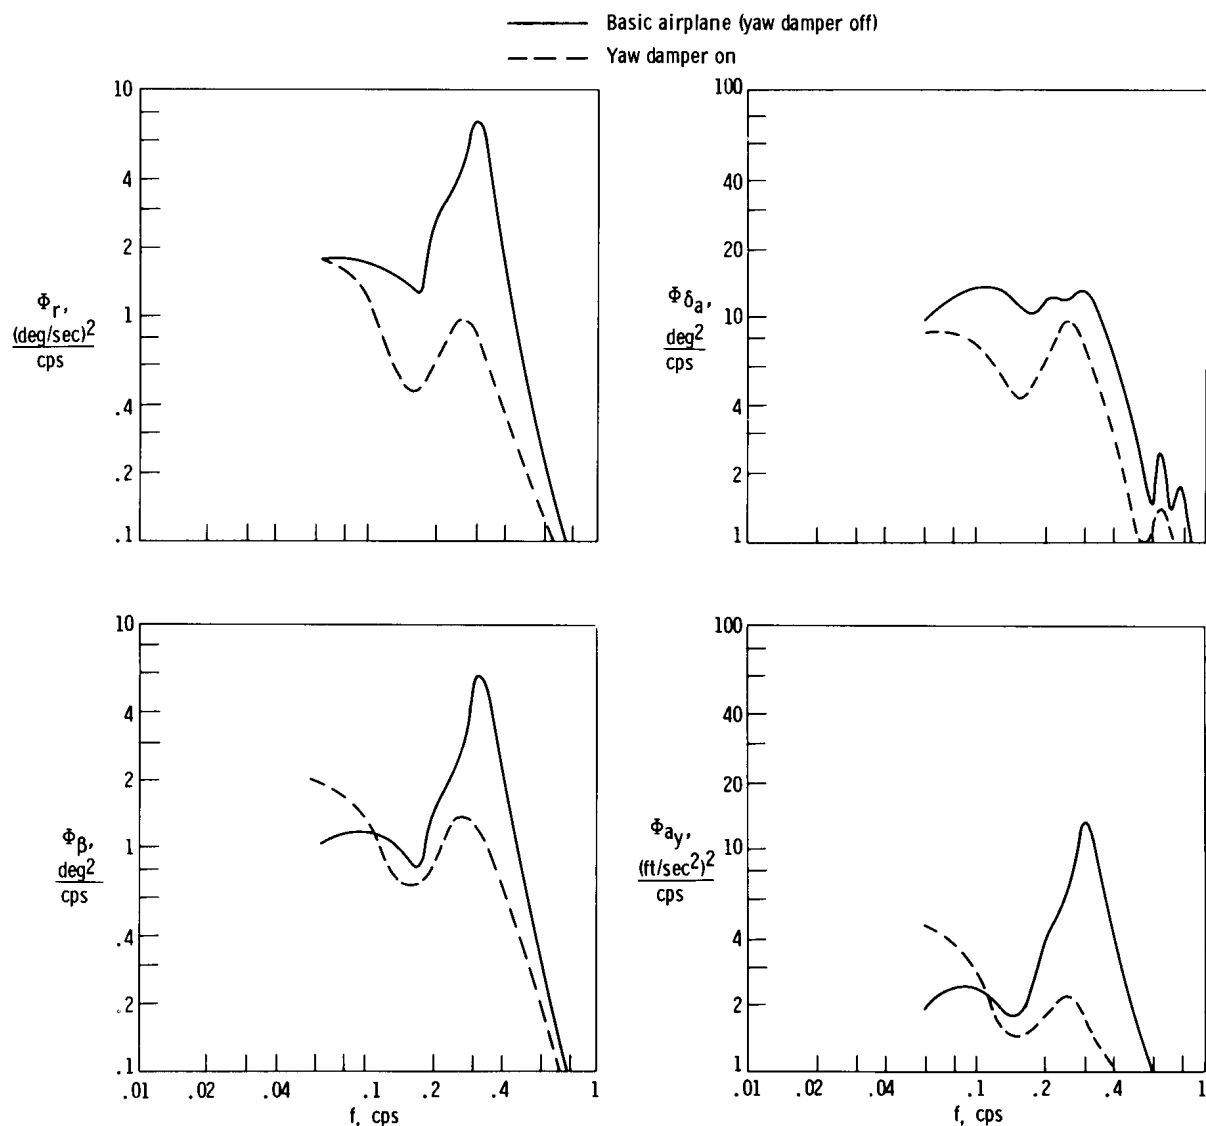 Basic airplane (yaw damper off)
Yaw damper on
10
4
2
1
.4
.2
.1
Φr,
(deg/sec)2
cps
100
40
20
10
4
2
1
Φδa,
deg2
cps
10
4
2
1
.4
.2
.1
Φβ,
deg2
cps
.01 .02 .04 .1 .2 .4 1
f, cps
100
40
20
10
4
2
1
Φay,
(ft/sec2)2
cps
.01 .02 .04 .1 .2 .4 1
f, cps